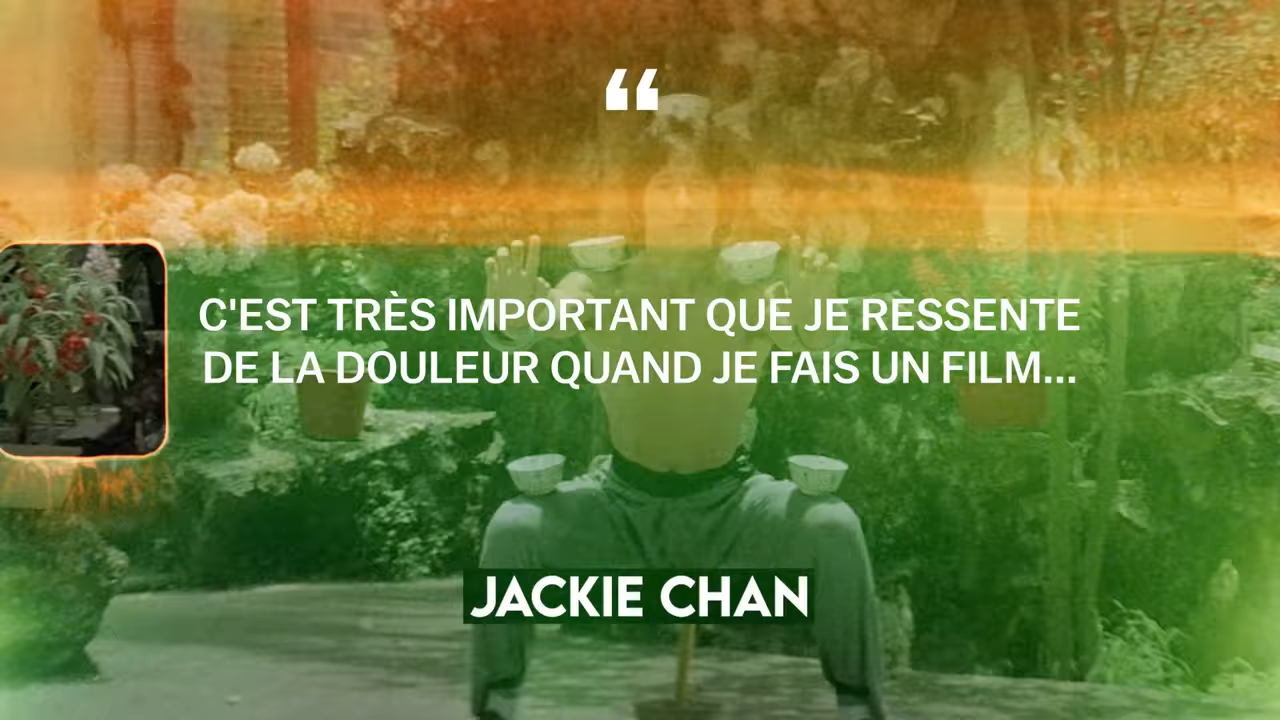 “
C'EST TRÈS IMPORTANT QUE JE RESSENTE
DE LA DOULEUR QUAND JE FAIS UN FILM...
JACKIE CHAN